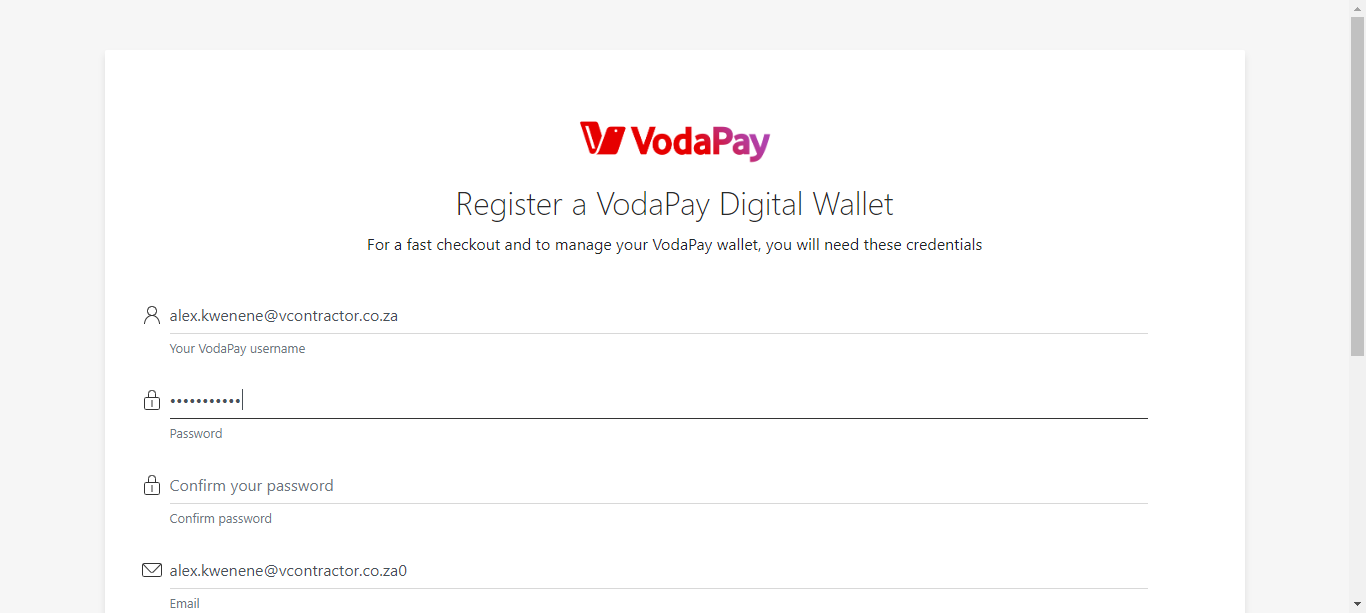 VodaPay
Register a VodaPay Digital Wallet
For a fast checkout and to manage your VodaPay wallet, you will need these credentials
alex.kwenene@vcontractor.co.za
Your VodaPay username
•••••••••••
Password
Confirm your password
Confirm password
alex.kwenene@vcontractor.co.za0
Email